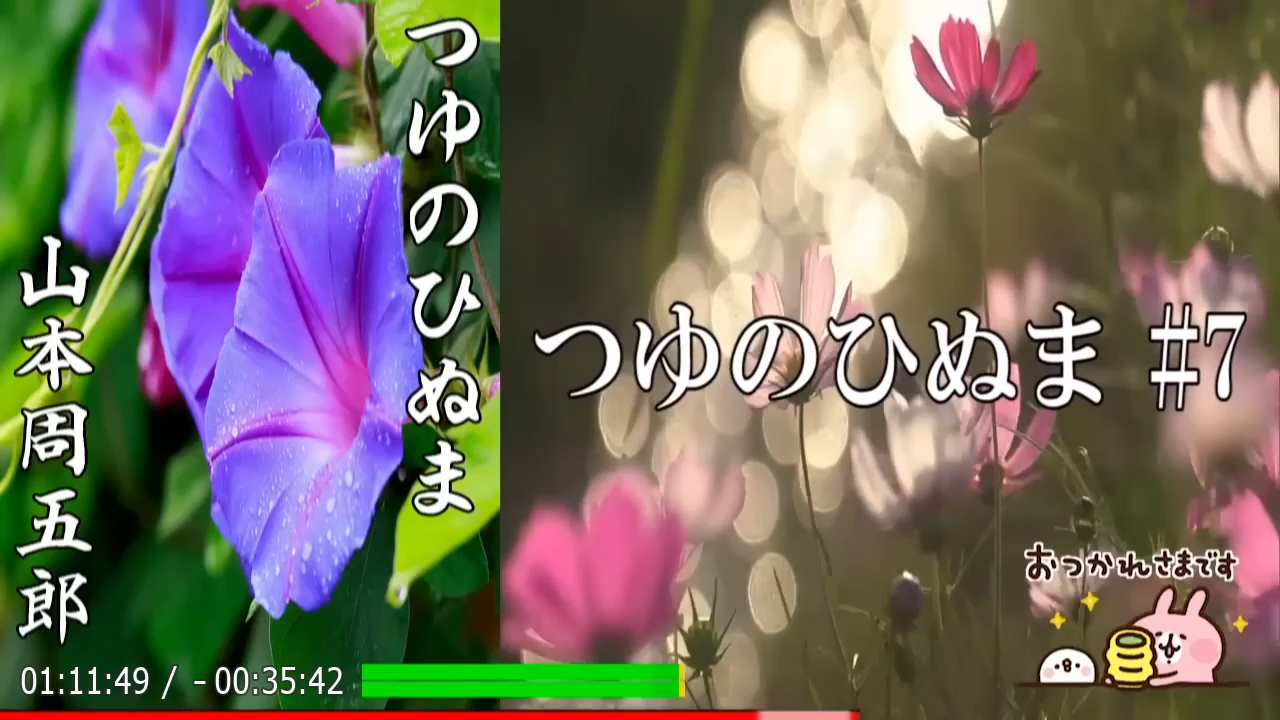 つゆのひぬま
山本周五郎
つゆのひぬま #7
おつかれさまです
01:11:49 / -00:35:42